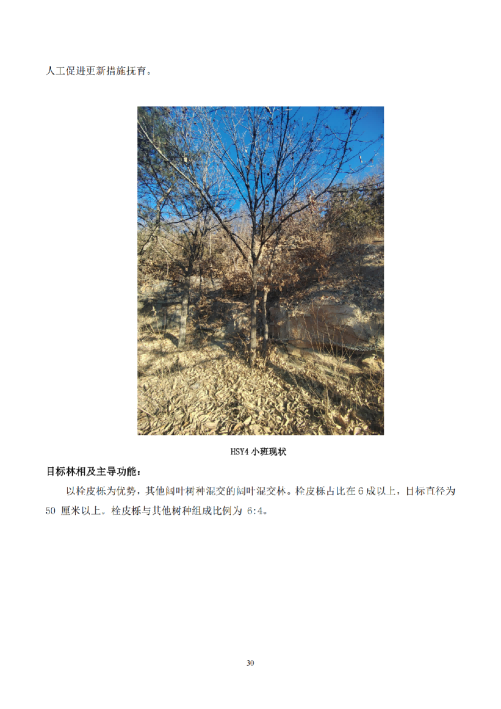 人工促进更新措施抚育。
HSY4 小班现状
目标林相及主导功能：
以栓皮栎为优势，其他阔叶树种混交的阔叶混交林。栓皮栎占比在 6 成以上，目标直径为
50 厘米以上。栓皮栎与其他树种组成比例为 6:4。
30